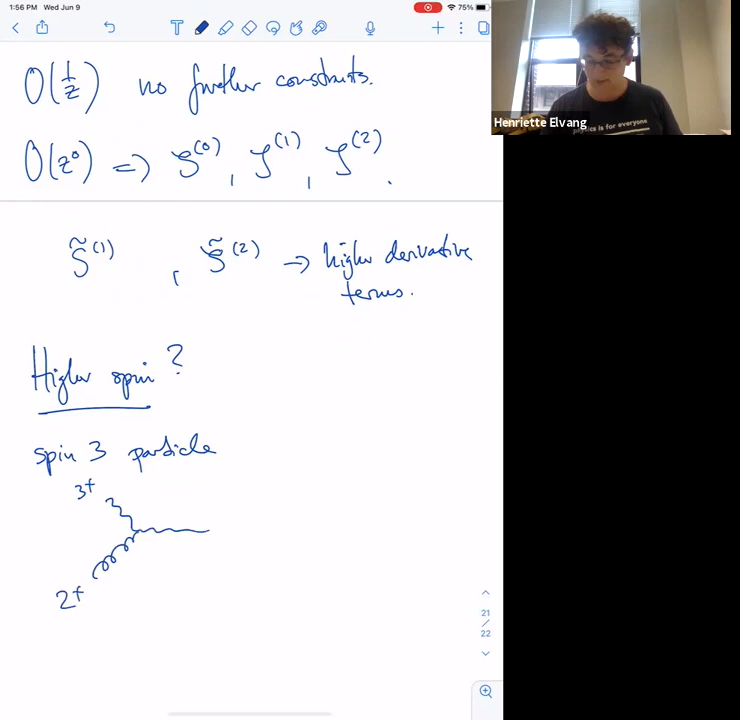 1:56 PM Wed Jun 9
75%
O(1/z) no further constraints.
Henriette Elvang
physics is for everyone
O(z⁰) => S⁽⁰⁾, S⁽¹⁾, S⁽²⁾.
S̃⁽¹⁾, S̃⁽²⁾ → higher derivative
terms.
Higher spin?
spin 3 particle
3⁺
2⁺
21
/
22